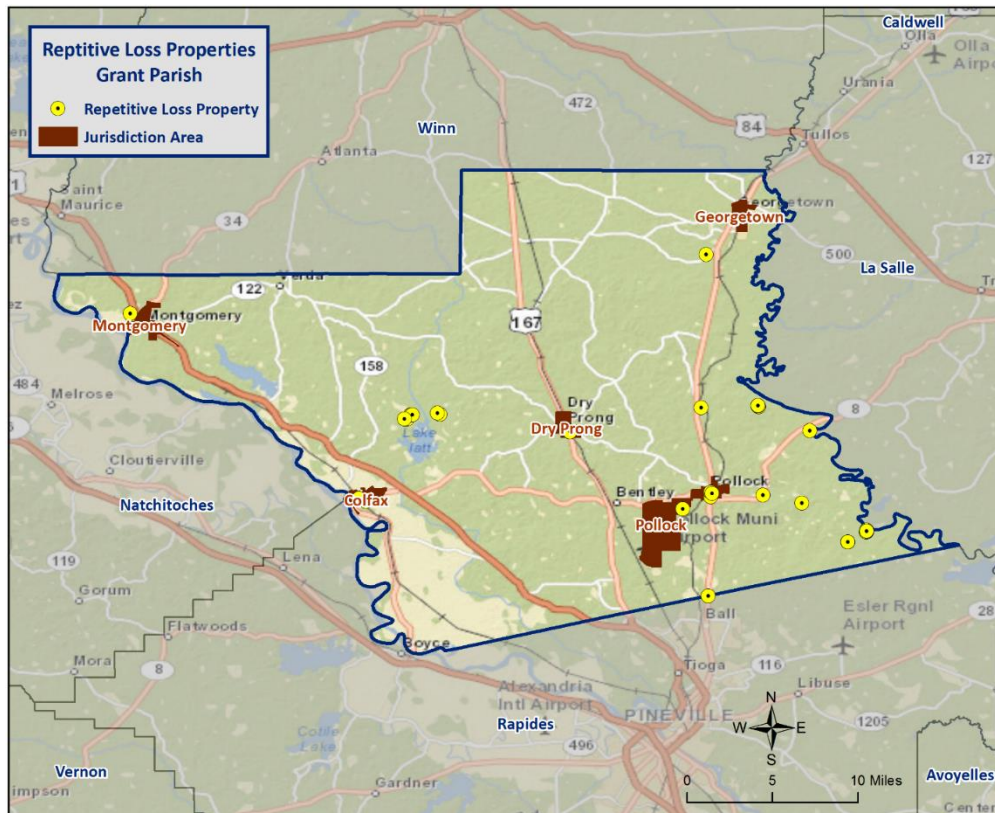 Reptitive Loss Properties
Grant Parish
Repetitive Loss Property
Jurisdiction Area
Caldwell
Olla
Olla
Airport
Urania
472
Winn
84
Tullos
Atlanta
127
Saint
Maurice
Georgetown
34
500
La Salle
Verda
122
Montgomery
Montgomery
167
158
484
Melrose
Dry
Prong
Dry Prong
8
Lake
Iatt
Cloutierville
Pollock
Natchitoches
Colfax
Bentley
Pollock
Airport
Lena
119
Gorum
Ball
Esler Rgnl
Airport
Flatwoods
Boyce
Mora
8
Tioga
116
Libuse
Alexandria
Intl Airport
PINEVILLE
Rapides
1205
Cotile
Lake
496
Vernon
Gardner
Avoyelles
N
W
E
S
0 5 10 Miles